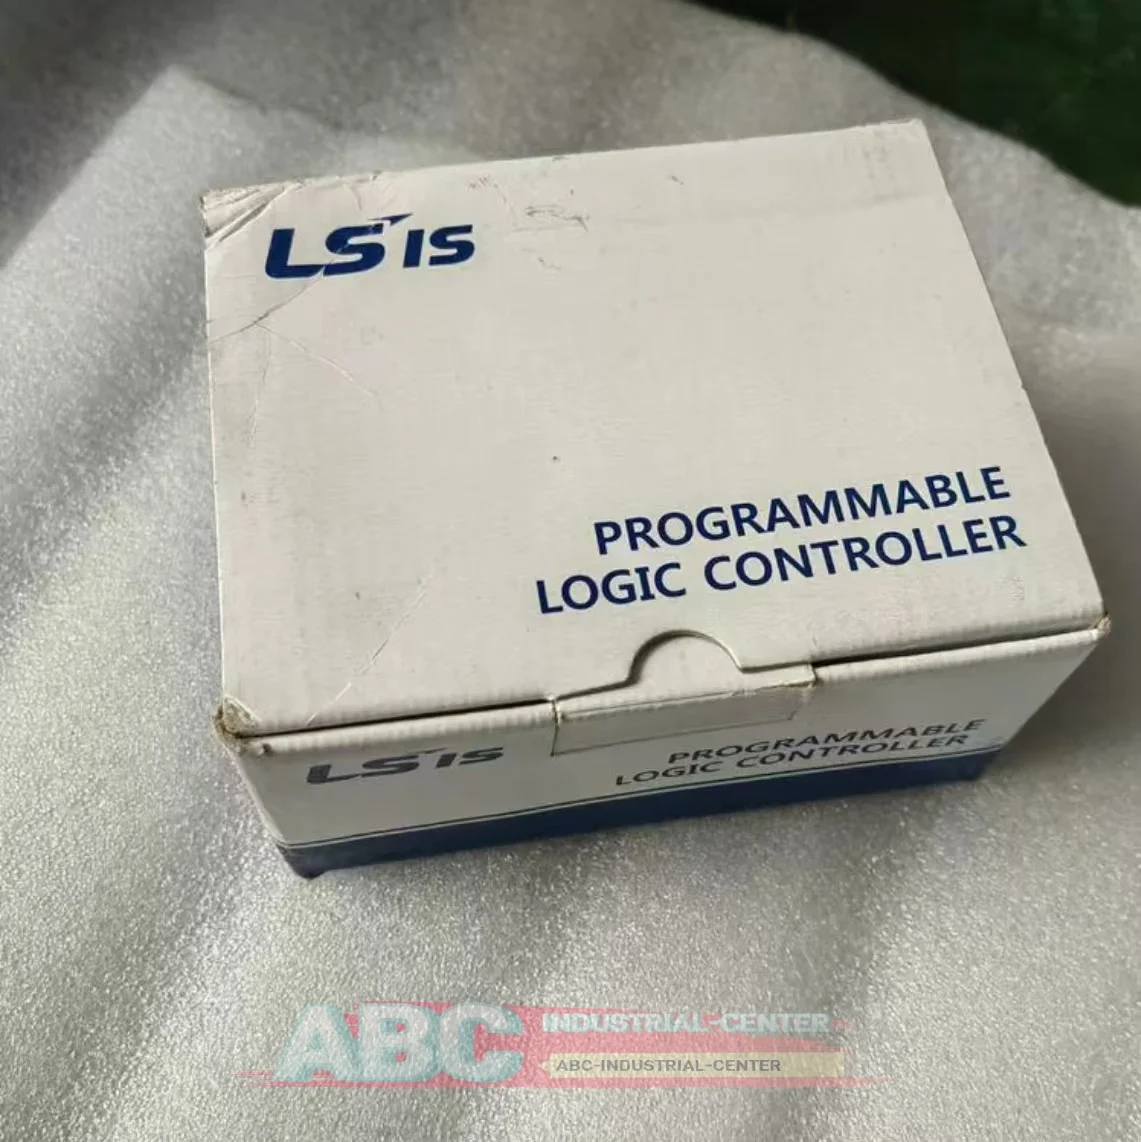 LS IS
PROGRAMMABLE
LOGIC CONTROLLER
LS IS
PROGRAMMABLE
LOGIC CONTROLLER
ABC INDUSTRIAL-CENTER
ABC-INDUSTRIAL-CENTER